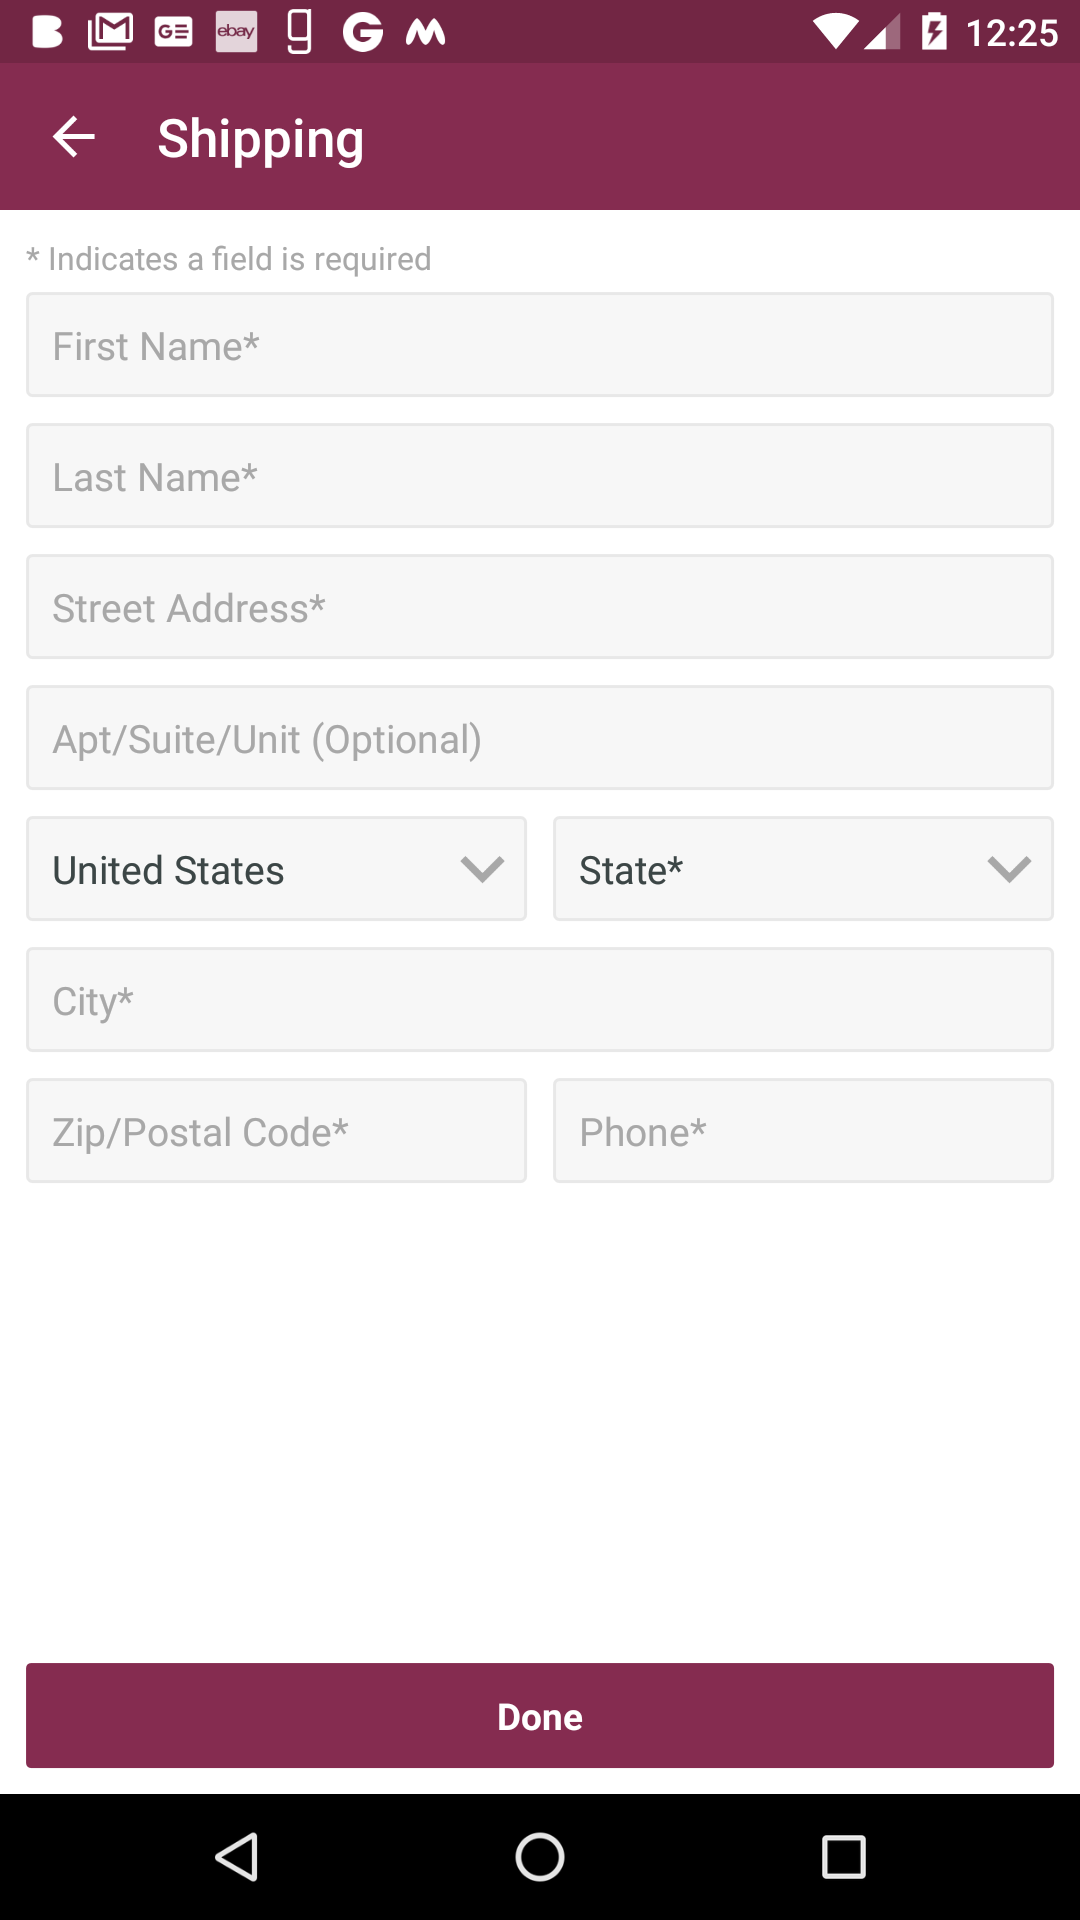 ebay 12:25
Shipping
* Indicates a field is required
First Name*
Last Name*
Street Address*
Apt/Suite/Unit (Optional)
United States State*
City*
Zip/Postal Code* Phone*
Done